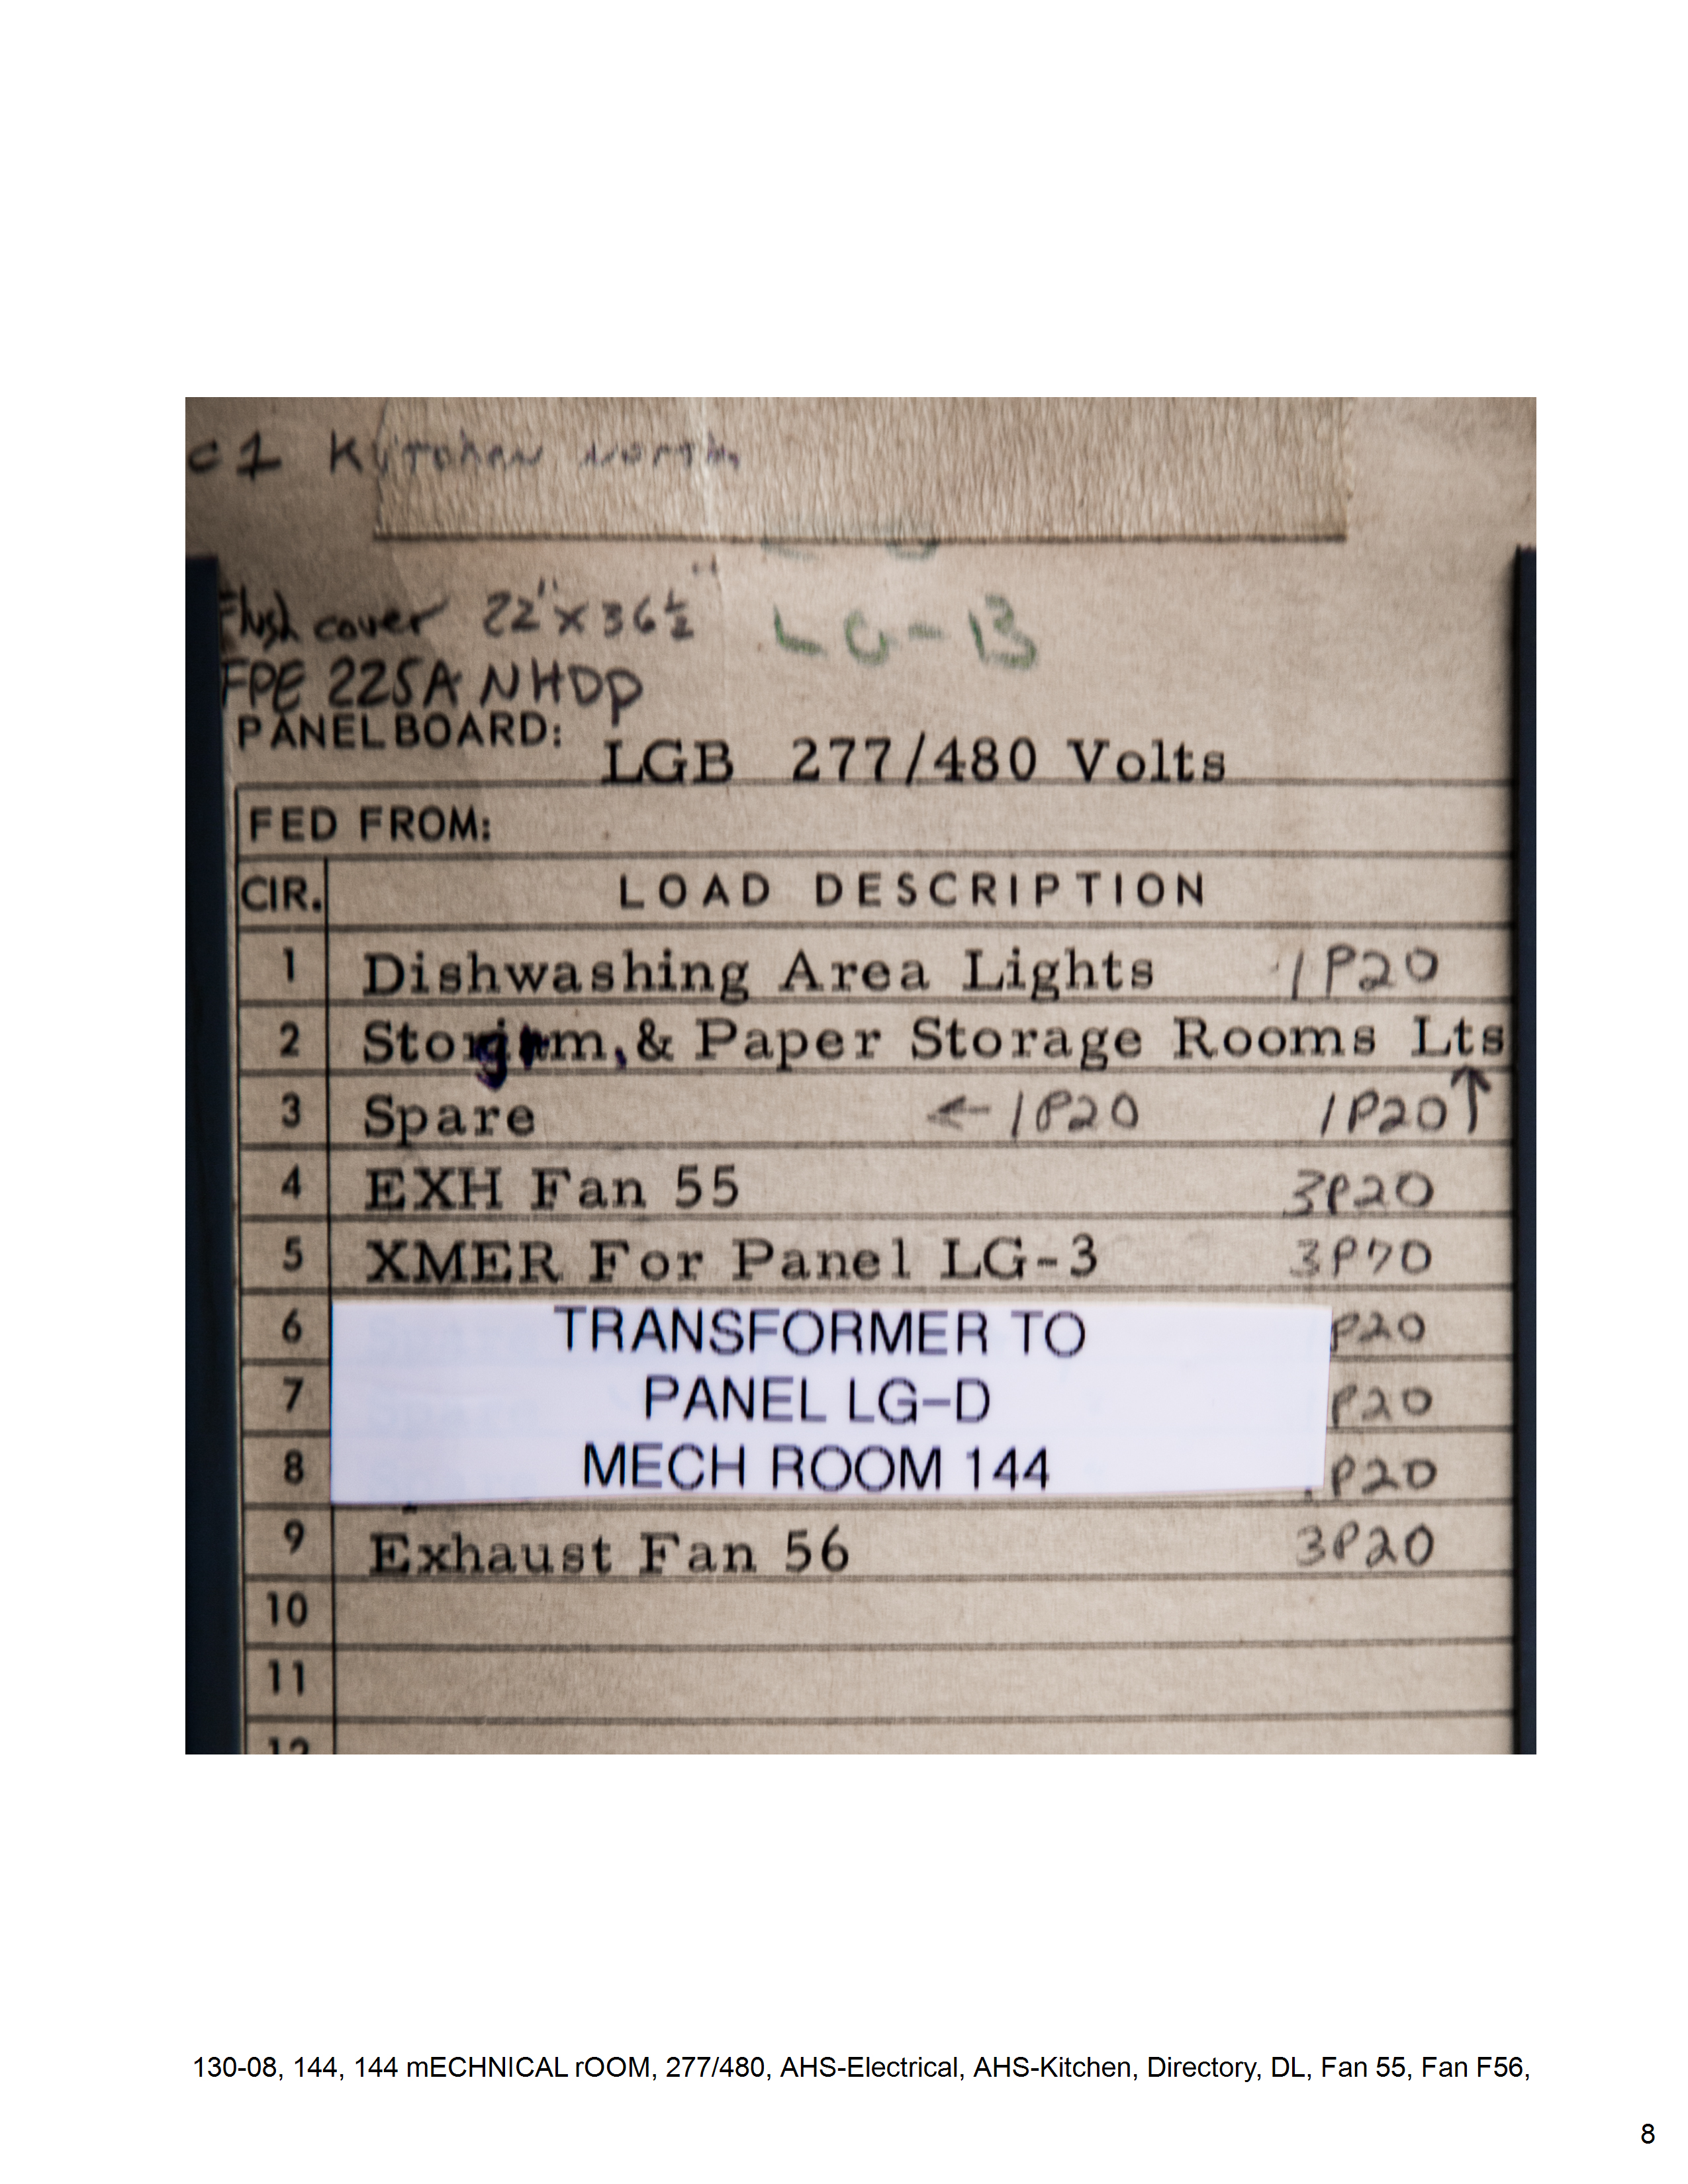 c1 Kitchen North
Flush cover 22"x36½"
LG-B
FPE 225A NHDP
PANELBOARD: LGB 277/480 Volts
FED FROM:
CIR. LOAD DESCRIPTION
1 Dishwashing Area Lights 1P20
2 & Paper Storage Rooms Lts
3 Spare ← 1P20 1P20↑
4 EXH Fan 55 3P20
5 XMER For Panel LG-3 3P70
6 TRANSFORMER TO P20
7 PANEL LG-D P20
8 MECH ROOM 144 P20
9 Exhaust Fan 56 3P20
10
11
12
130-08, 144, 144 mECHNICAL rOOM, 277/480, AHS-Electrical, AHS-Kitchen, Directory, DL, Fan 55, Fan F56,
8